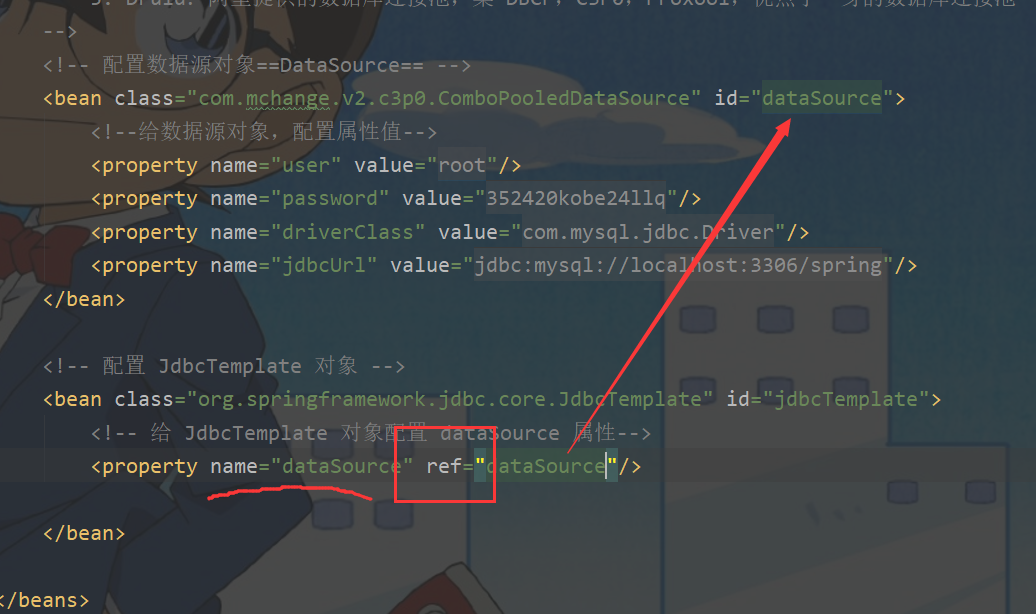 -->
<!-- 配置数据源对象==DataSource== -->
<bean class="com.mchange.v2.c3p0.ComboPooledDataSource" id="dataSource">
<!--给数据源对象，配置属性值-->
<property name="user" value="root"/>
<property name="password" value="352420kobe24llq"/>
<property name="driverClass" value="com.mysql.jdbc.Driver"/>
<property name="jdbcUrl" value="jdbc:mysql://localhost:3306/spring"/>
</bean>
<!-- 配置 JdbcTemplate 对象 -->
<bean class="org.springframework.jdbc.core.JdbcTemplate" id="jdbcTemplate">
<!-- 给 JdbcTemplate 对象配置 dataSource 属性-->
<property name="dataSource" ref="dataSource"/>
</bean>
</beans>